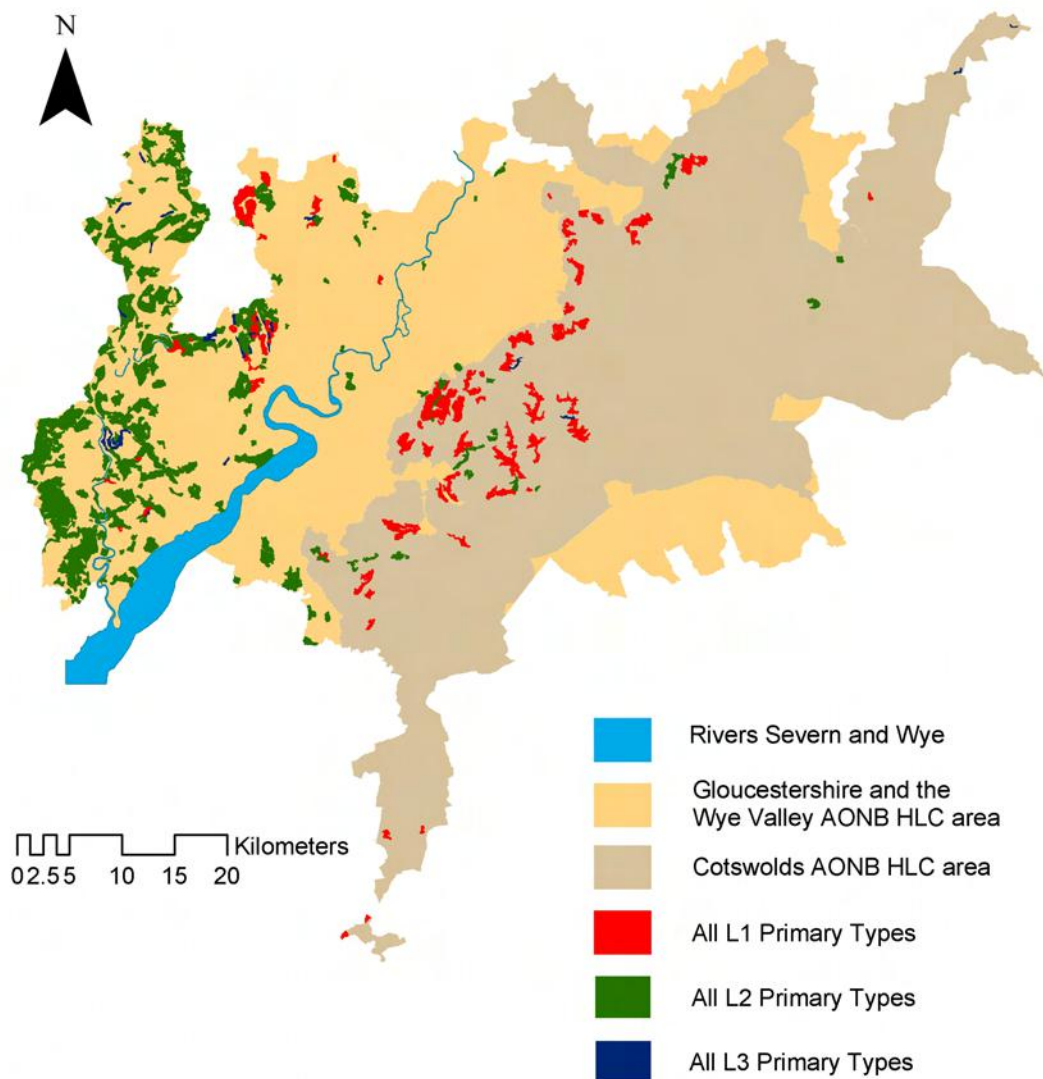 N
Rivers Severn and Wye
Gloucestershire and the
Wye Valley AONB HLC area
Kilometers
0 2.5 5 10 15 20
Cotswolds AONB HLC area
All L1 Primary Types
All L2 Primary Types
All L3 Primary Types